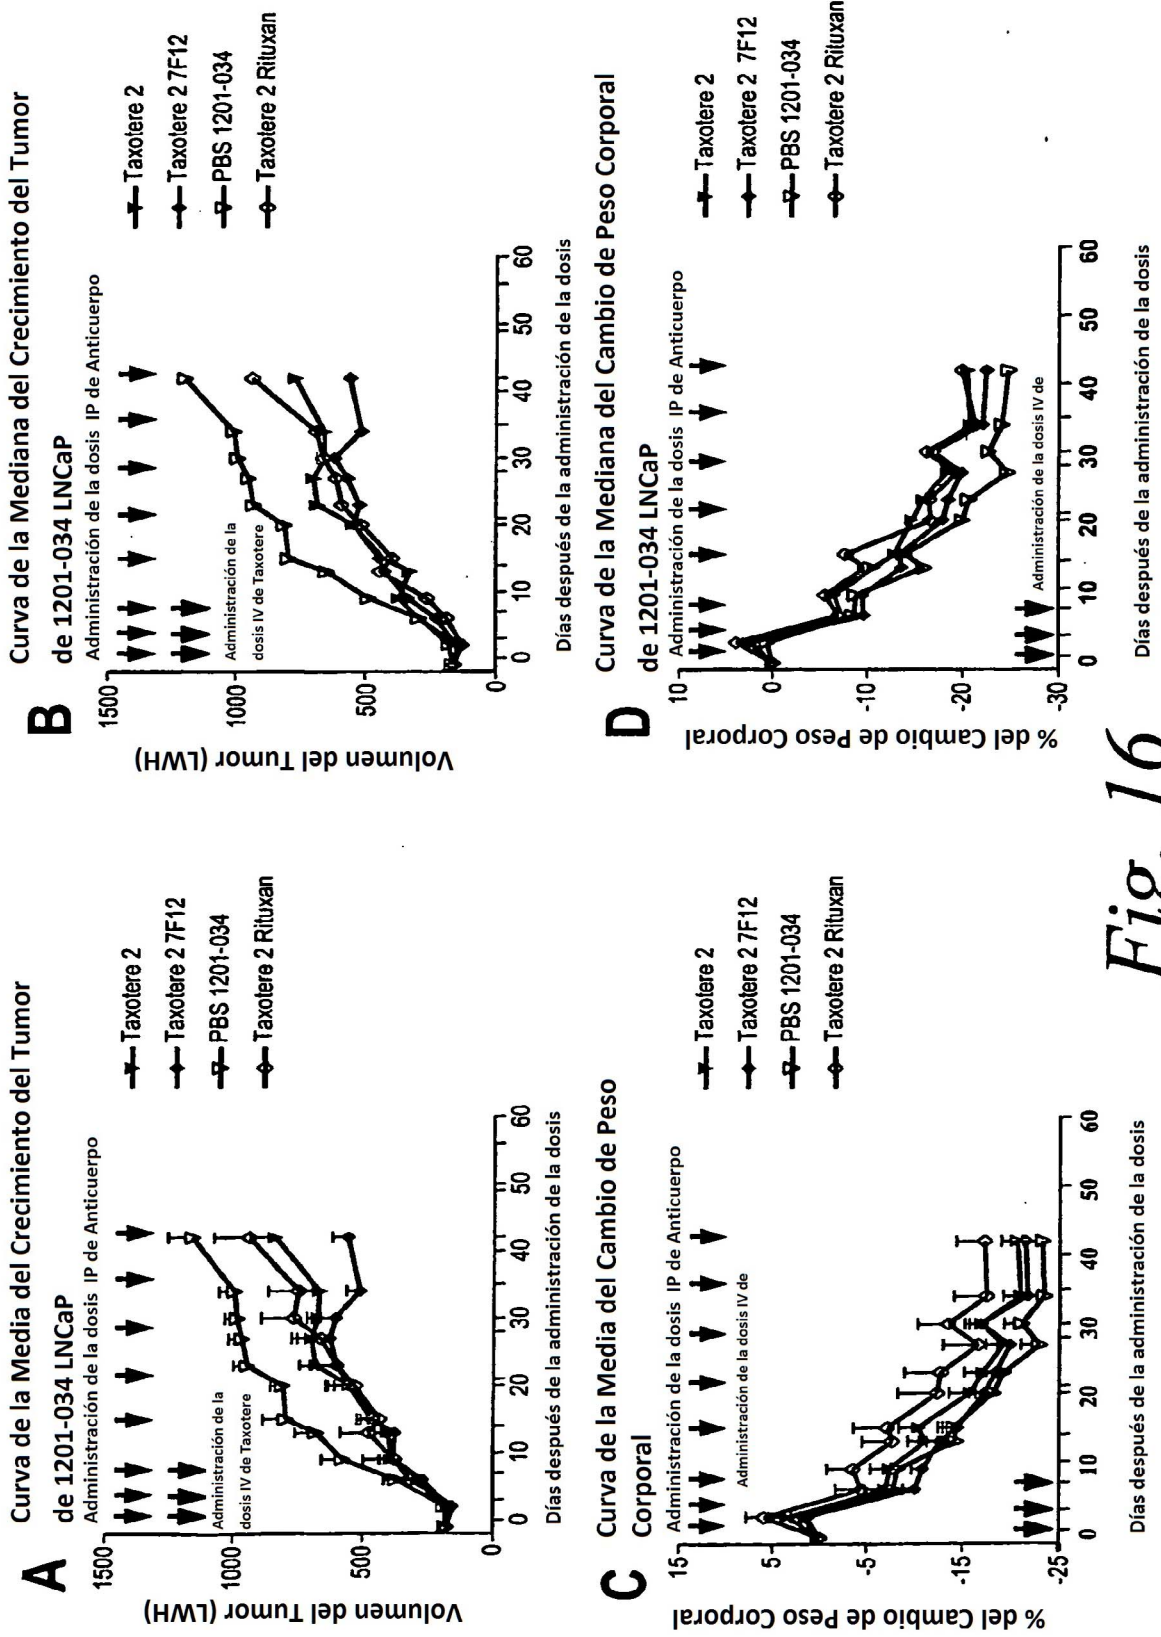 A
Curva de la Media del Crecimiento del Tumor
de 1201-034 LNCaP
Administración de la dosis IP de Anticuerpo
Administración de la
dosis IV de Taxotere
Volumen del Tumor (LWH)
1500
1000
500
0
0
10
20
30
40
50
60
Días después de la administración de la dosis
Taxotere 2
Taxotere 2 7F12
PBS 1201-034
Taxotere 2 Rituxan
B
Curva de la Mediana del Crecimiento del Tumor
de 1201-034 LNCaP
Administración de la dosis IP de Anticuerpo
Administración de la
dosis IV de Taxotere
Volumen del Tumor (LWH)
1500
1000
500
0
0
10
20
30
40
50
60
Días después de la administración de la dosis
Taxotere 2
Taxotere 2 7F12
PBS 1201-034
Taxotere 2 Rituxan
C
Curva de la Media del Cambio de Peso
Corporal
Administración de la dosis IP de Anticuerpo
Administración de la dosis IV de
% del Cambio de Peso Corporal
15
5
-5
-15
-25
0
10
20
30
40
50
60
Días después de la administración de la dosis
Taxotere 2
Taxotere 2 7F12
PBS 1201-034
Taxotere 2 Rituxan
D
Curva de la Mediana del Cambio de Peso Corporal
de 1201-034 LNCaP
Administración de la dosis IP de Anticuerpo
Administración de la dosis IV de
% del Cambio de Peso Corporal
10
0
-10
-20
-30
0
10
20
30
40
50
60
Días después de la administración de la dosis
Taxotere 2
Taxotere 2 7F12
PBS 1201-034
Taxotere 2 Rituxan
Fig. 16